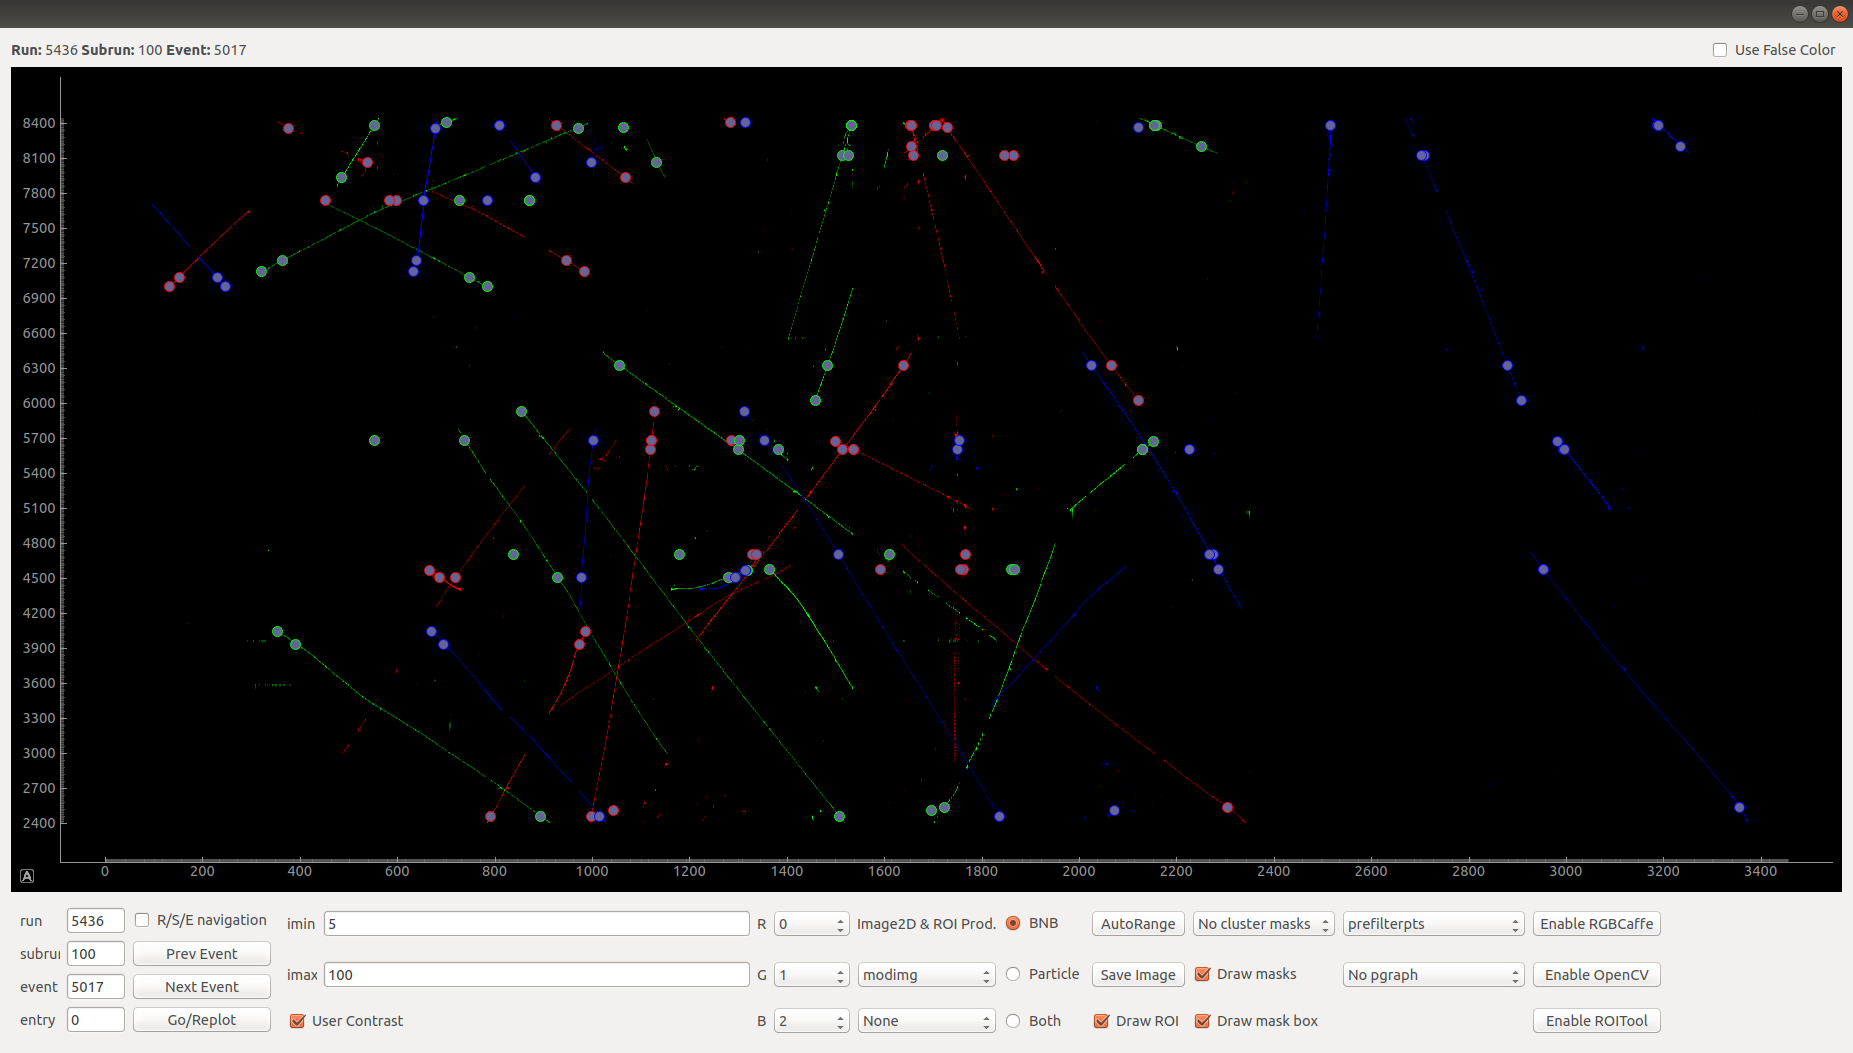 Run: 5436 Subrun: 100 Event: 5017
Use False Color
8400
8100
7800
7500
7200
6900
6600
6300
6000
5700
5400
5100
4800
4500
4200
3900
3600
3300
3000
2700
2400
0 200 400 600 800 1000 1200 1400 1600 1800 2000 2200 2400 2600 2800 3000 3200 3400
A
run 5436 R/S/E navigation imin 5 R 0 Image2D & ROI Prod. BNB AutoRange No cluster masks prefilterpts Enable RGBCaffe
subru 100 Prev Event
event 5017 Next Event imax 100 G 1 modimg Particle Save Image Draw masks No pgraph Enable OpenCV
entry 0 Go/Replot User Contrast B 2 None Both Draw ROI Draw mask box Enable ROITool